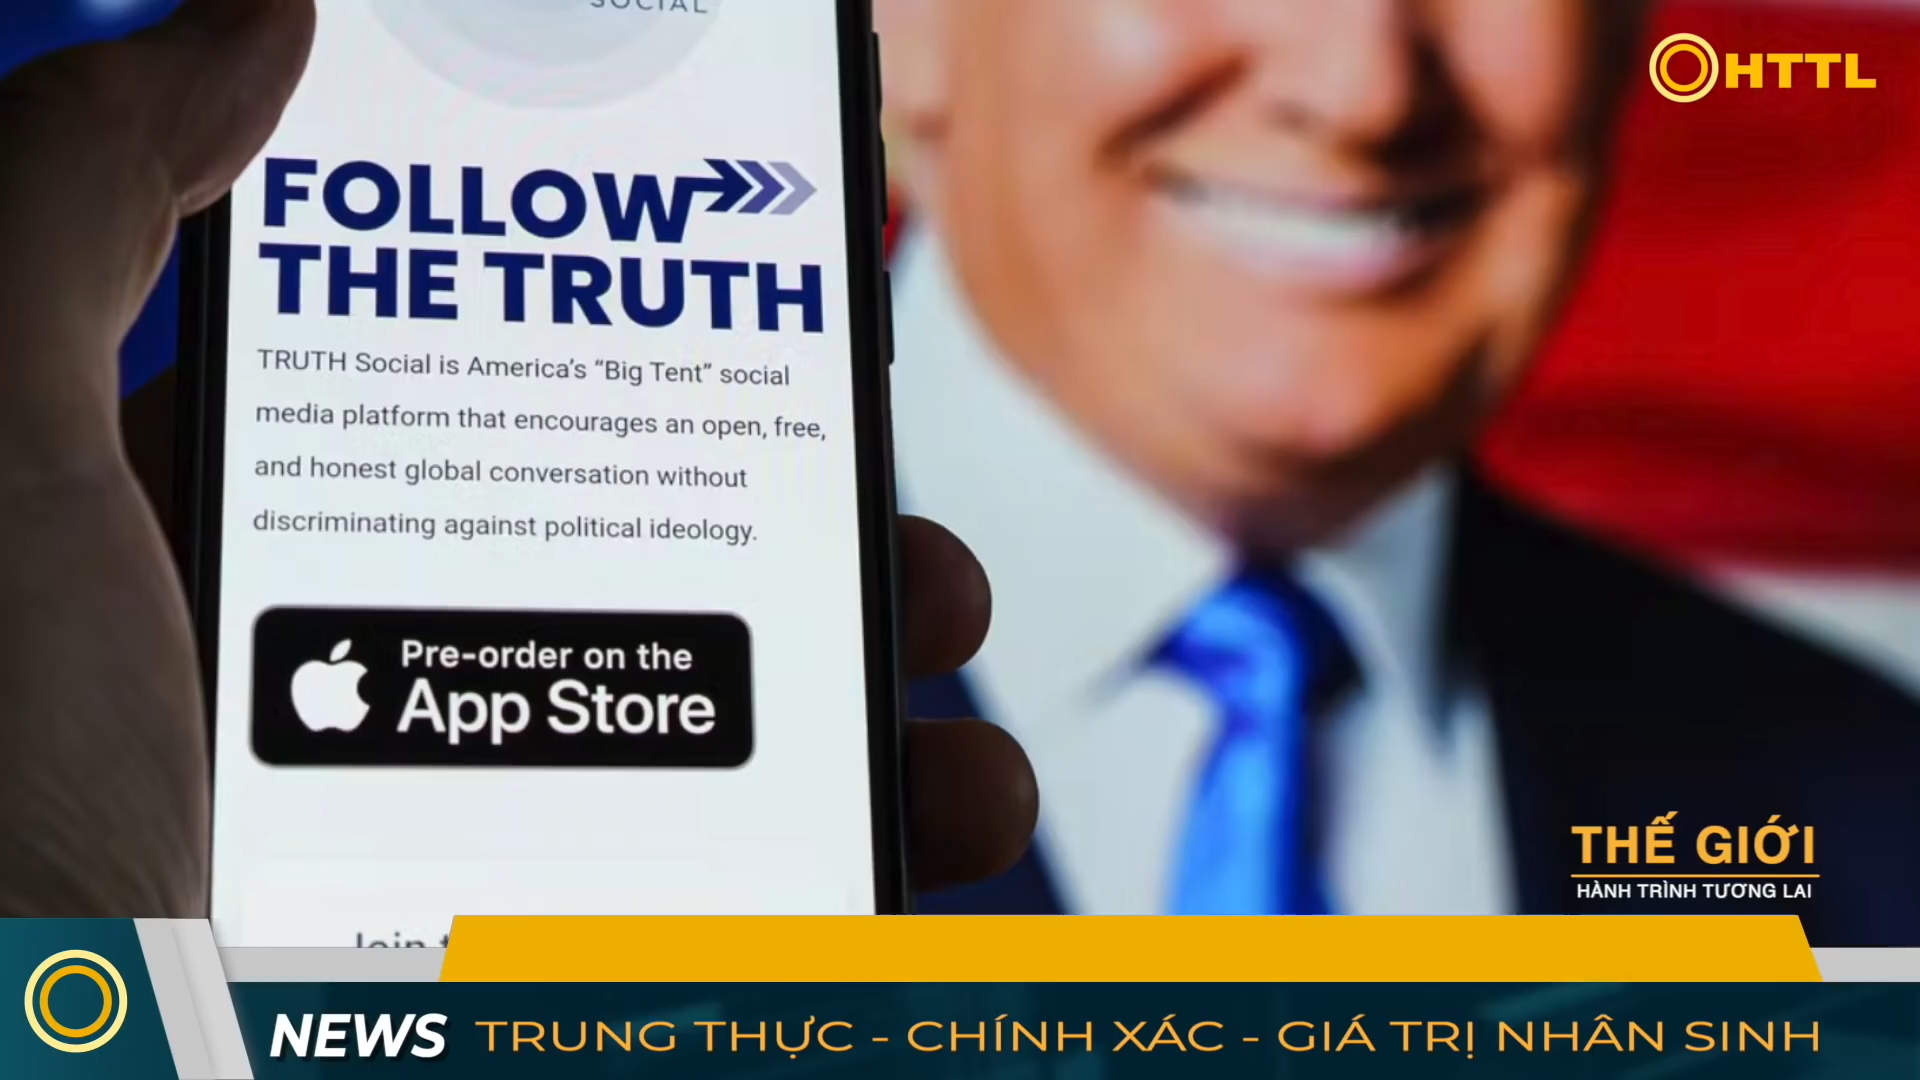 SOCIAL
HTTL
FOLLOW
THE TRUTH
TRUTH Social is America's “Big Tent” social
media platform that encourages an open, free,
and honest global conversation without
discriminating against political ideology.
Pre-order on the
App Store
THẾ GIỚI
HÀNH TRÌNH TƯƠNG LAI
Join
NEWS TRUNG THỰC - CHÍNH XÁC - GIÁ TRỊ NHÂN SINH